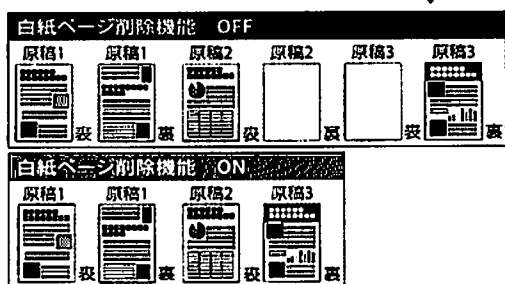 白紙ページ削除機能 OFF
原稿1 原稿1 原稿2 原稿2 原稿3 原稿3
表 裏 表 裏 表 裏
白紙ページ削除機能 ON
原稿1 原稿1 原稿2 原稿3
表 裏 表 裏